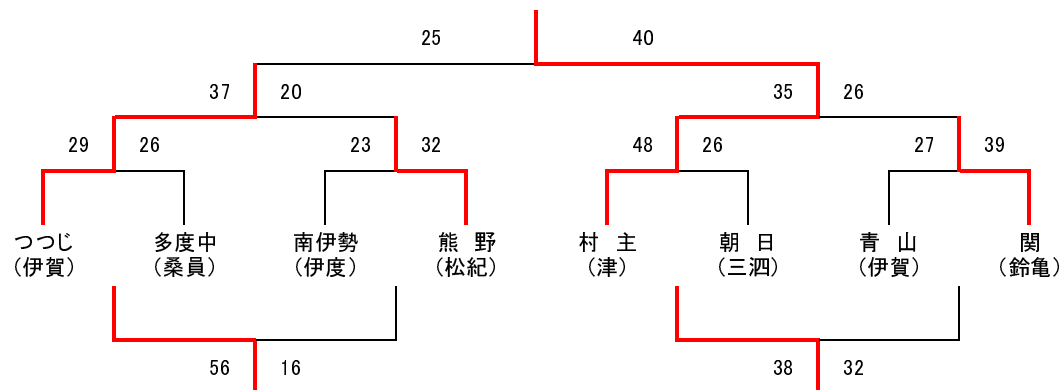 25 40
37 20 35 26
29 26 23 32 48 26 27 39
つつじ 多度中 南伊勢 熊 野 村 主 朝 日 青 山 関
(伊賀) (桑員) (伊度) (松紀) (津) (三泗) (伊賀) (鈴亀)
56 16 38 32